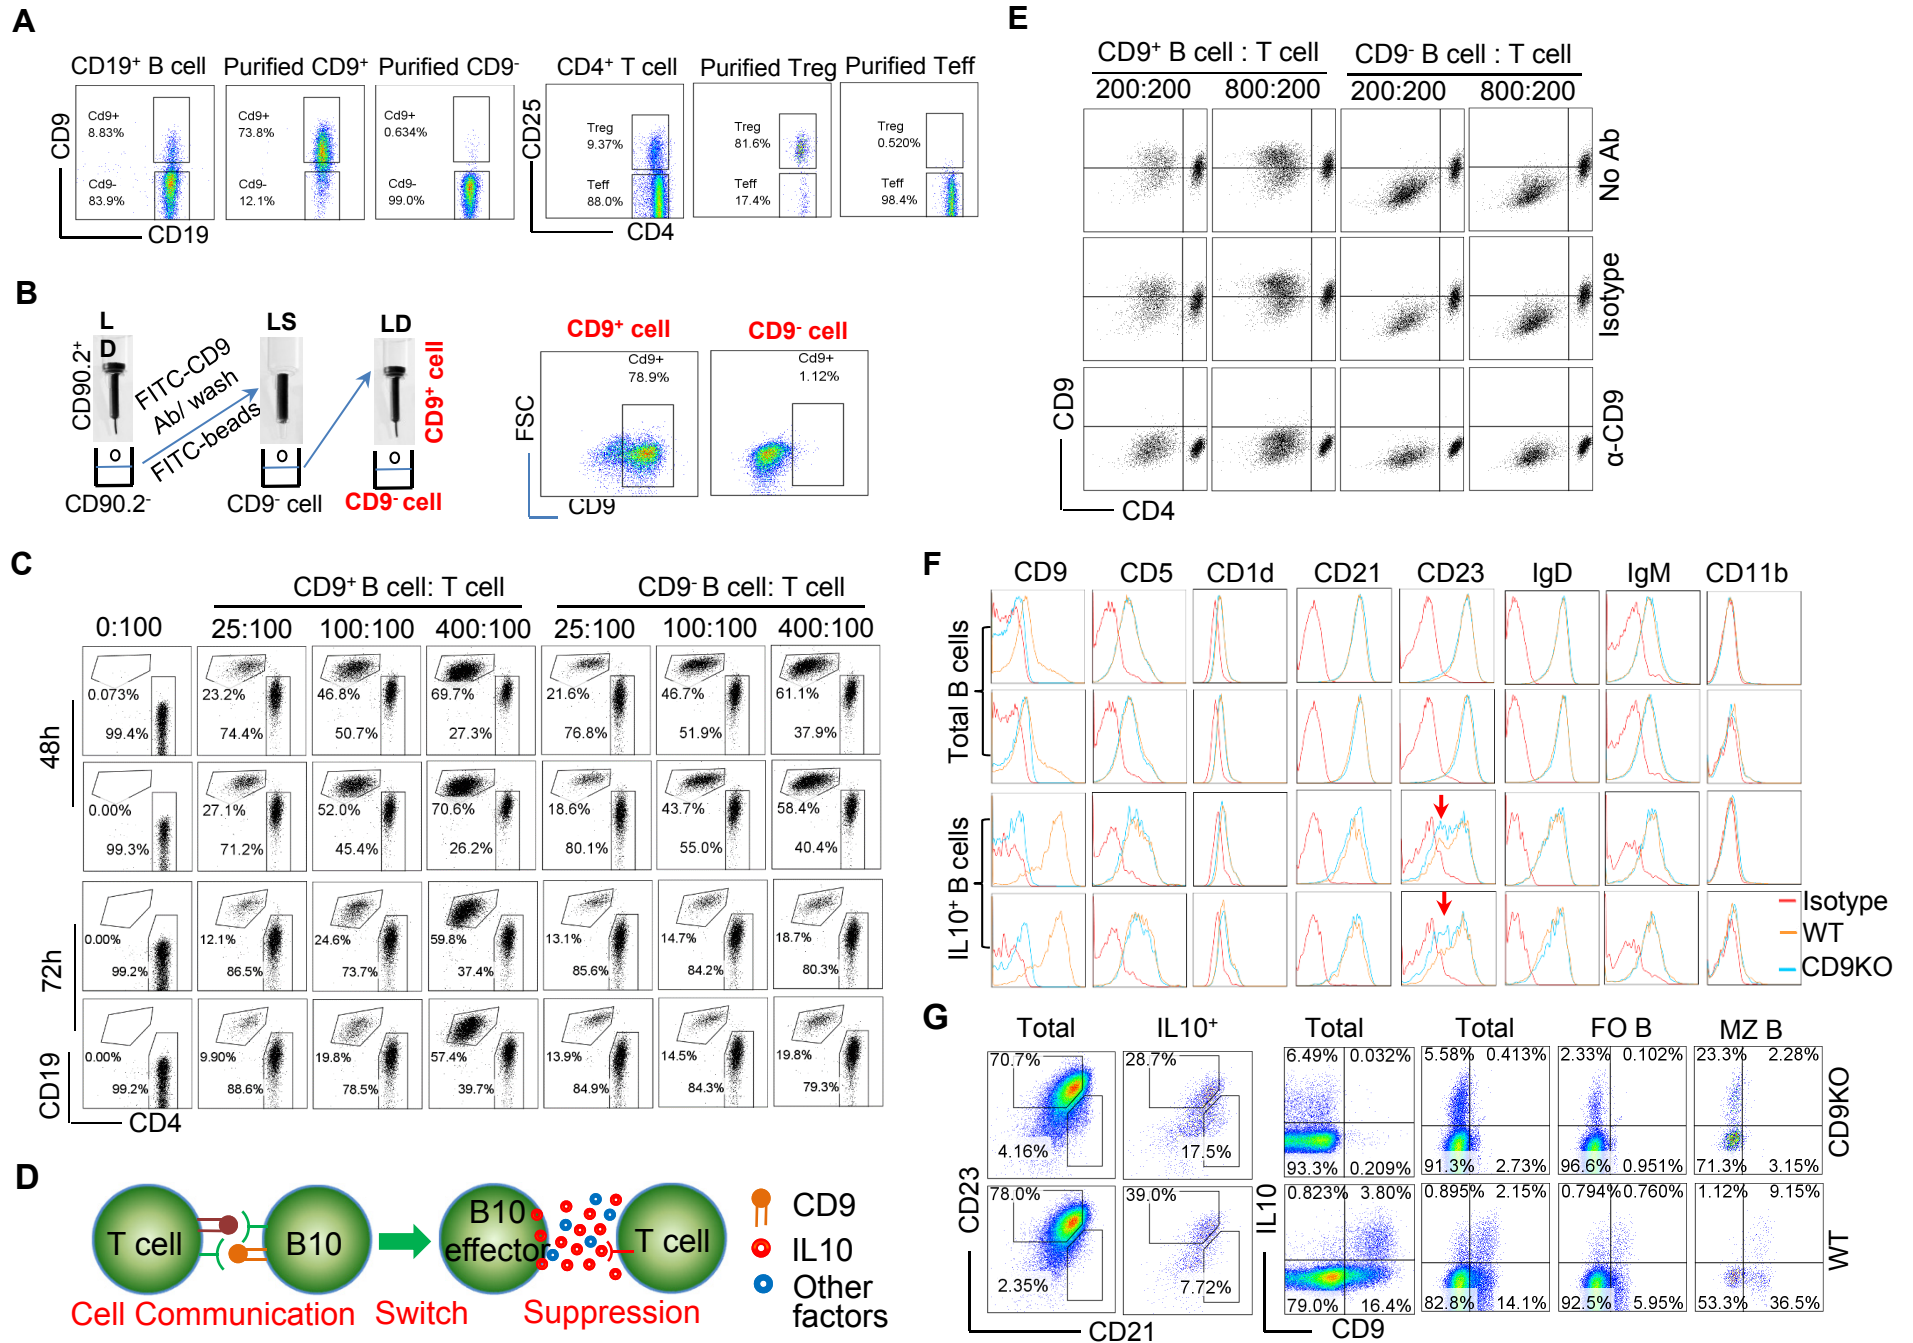 A
CD19⁺ B cell
Purified CD9⁺
Purified CD9⁻
CD4⁺ T cell
Purified Treg
Purified Teff
CD9
Cd9+
8.83%
Cd9-
83.9%
Cd9+
73.8%
Cd9-
12.1%
Cd9+
0.634%
Cd9-
99.0%
CD19
CD25
Treg
9.37%
Teff
88.0%
Treg
81.6%
Teff
17.4%
Treg
0.520%
Teff
98.4%
CD4
B
L
D
LS
LD
CD90.2⁺
FITC-CD9
Ab/ wash
FITC-beads
CD9⁺ cell
CD90.2⁻
CD9⁻ cell
CD9⁻ cell
CD9⁺ cell
CD9⁻ cell
Cd9+
78.9%
Cd9+
1.12%
FSC
CD9
C
CD9⁺ B cell: T cell
CD9⁻ B cell: T cell
0:100
25:100
100:100
400:100
25:100
100:100
400:100
48h
0.073%
23.2%
46.8%
69.7%
21.6%
46.7%
61.1%
99.4%
74.4%
50.7%
27.3%
76.8%
51.9%
37.9%
0.00%
27.1%
52.0%
70.6%
18.6%
43.7%
58.4%
99.3%
71.2%
45.4%
26.2%
80.1%
55.0%
40.4%
72h
0.00%
12.1%
24.6%
59.8%
13.1%
14.7%
18.7%
99.2%
86.5%
73.7%
37.4%
85.6%
84.2%
80.3%
0.00%
9.90%
19.8%
57.4%
13.9%
14.5%
19.8%
99.2%
88.6%
78.5%
39.7%
84.9%
84.3%
79.3%
CD19
CD4
D
T cell
B10
B10
effector
T cell
Cell Communication
Switch
Suppression
CD9
IL10
Other
factors
E
CD9⁺ B cell : T cell
CD9⁻ B cell : T cell
200:200
800:200
200:200
800:200
No Ab
Isotype
α-CD9
CD9
CD4
F
CD9
CD5
CD1d
CD21
CD23
IgD
IgM
CD11b
Total B cells
IL10⁺ B cells
Isotype
WT
CD9KO
G
Total
IL10⁺
Total
Total
FO B
MZ B
70.7%
4.16%
28.7%
17.5%
6.49%
0.032%
93.3%
0.209%
5.58%
0.413%
91.3%
2.73%
2.33%
0.102%
96.6%
0.951%
23.3%
2.28%
71.3%
3.15%
CD9KO
78.0%
2.35%
39.0%
7.72%
0.823%
3.80%
79.0%
16.4%
0.895%
2.15%
82.8%
14.1%
0.794%
0.760%
92.5%
5.95%
1.12%
9.15%
53.3%
36.5%
WT
CD23
CD21
IL10
CD9